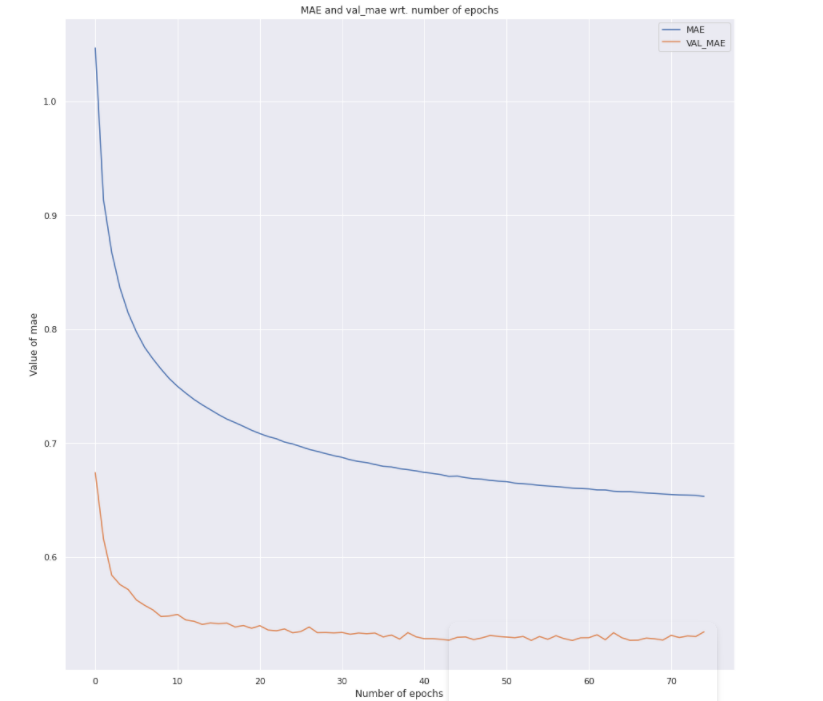 MAE and val_mae wrt. number of epochs
MAE
VAL_MAE
1.0
0.9
0.8
0.7
0.6
Value of mae
0 10 20 30 40 50 60 70
Number of epochs